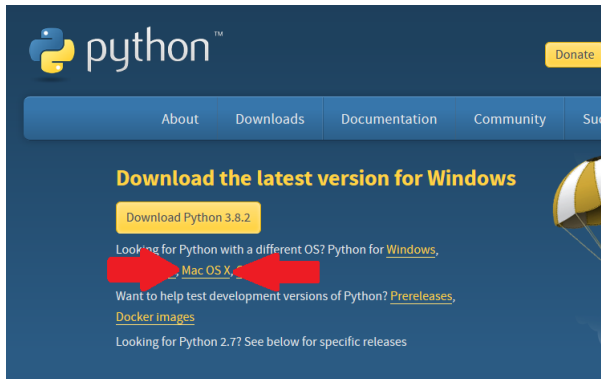 python™
Donate
About Downloads Documentation Community Su
Download the latest version for Windows
Download Python 3.8.2
Looking for Python with a different OS? Python for Windows,
Mac OS X,
Want to help test development versions of Python? Prereleases,
Docker images
Looking for Python 2.7? See below for specific releases